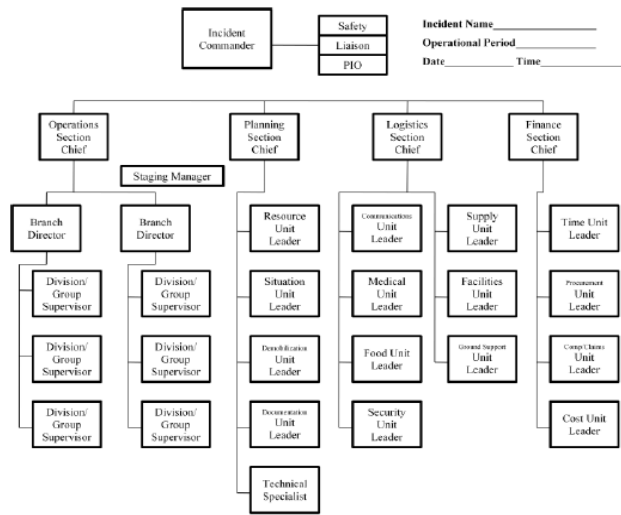 Incident
Commander
Safety
Liaison
PIO
Incident Name
Operational Period
Date Time
Operations
Section
Chief
Planning
Section
Chief
Logistics
Section
Chief
Finance
Section
Chief
Staging Manager
Branch
Director
Branch
Director
Resource
Unit
Leader
Communications
Unit
Leader
Supply
Unit
Leader
Time Unit
Leader
Division/
Group
Supervisor
Division/
Group
Supervisor
Situation
Unit
Leader
Medical
Unit
Leader
Facilities
Unit
Leader
Procurement
Unit
Leader
Division/
Group
Supervisor
Division/
Group
Supervisor
Demobilization
Unit
Leader
Food Unit
Leader
Ground Support
Unit
Leader
Comp/Claims
Unit
Leader
Division/
Group
Supervisor
Division/
Group
Supervisor
Documentation
Unit
Leader
Security
Unit
Leader
Cost Unit
Leader
Technical
Specialist